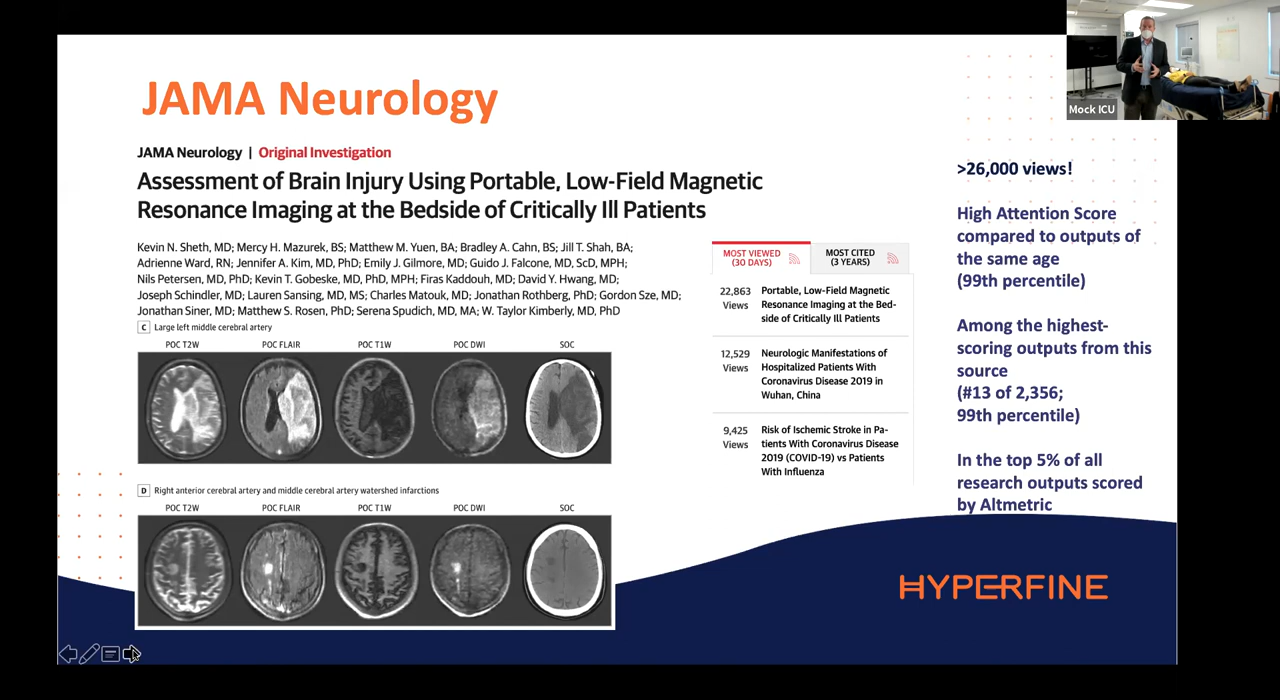 JAMA Neurology
Mock ICU
JAMA Neurology | Original Investigation
Assessment of Brain Injury Using Portable, Low-Field Magnetic
Resonance Imaging at the Bedside of Critically Ill Patients
Kevin N. Sheth, MD; Mercy H. Mazurek, BS; Matthew M. Yuen, BA; Bradley A. Cahn, BS; Jill T. Shah, BA;
Adrienne Ward, RN; Jennifer A. Kim, MD, PhD; Emily J. Gilmore, MD; Guido J. Falcone, MD, ScD, MPH;
Nils Petersen, MD, PhD; Kevin T. Gobeske, MD, PhD, MPH; Firas Kaddouh, MD; David Y. Hwang, MD;
Joseph Schindler, MD; Lauren Sansing, MD, MS; Charles Matouk, MD; Jonathan Rothberg, PhD; Gordon Sze, MD;
Jonathan Siner, MD; Matthew S. Rosen, PhD; Serena Spudich, MD, MA; W. Taylor Kimberly, MD, PhD
C Large left middle cerebral artery
POC T2W POC FLAIR POC T1W POC DWI SOC
D Right anterior cerebral artery and middle cerebral artery watershed infarctions
POC T2W POC FLAIR POC T1W POC DWI SOC
MOST VIEWED
(30 DAYS)
MOST CITED
(3 YEARS)
22,863
Views
Portable, Low-Field Magnetic
Resonance Imaging at the Bed-
side of Critically Ill Patients
12,529
Views
Neurologic Manifestations of
Hospitalized Patients With
Coronavirus Disease 2019 in
Wuhan, China
9,425
Views
Risk of Ischemic Stroke in Pa-
tients With Coronavirus Disease
2019 (COVID-19) vs Patients
With Influenza
>26,000 views!
High Attention Score
compared to outputs of
the same age
(99th percentile)
Among the highest-
scoring outputs from this
source
(#13 of 2,356;
99th percentile)
In the top 5% of all
research outputs scored
by Altmetric
HYPERFINE